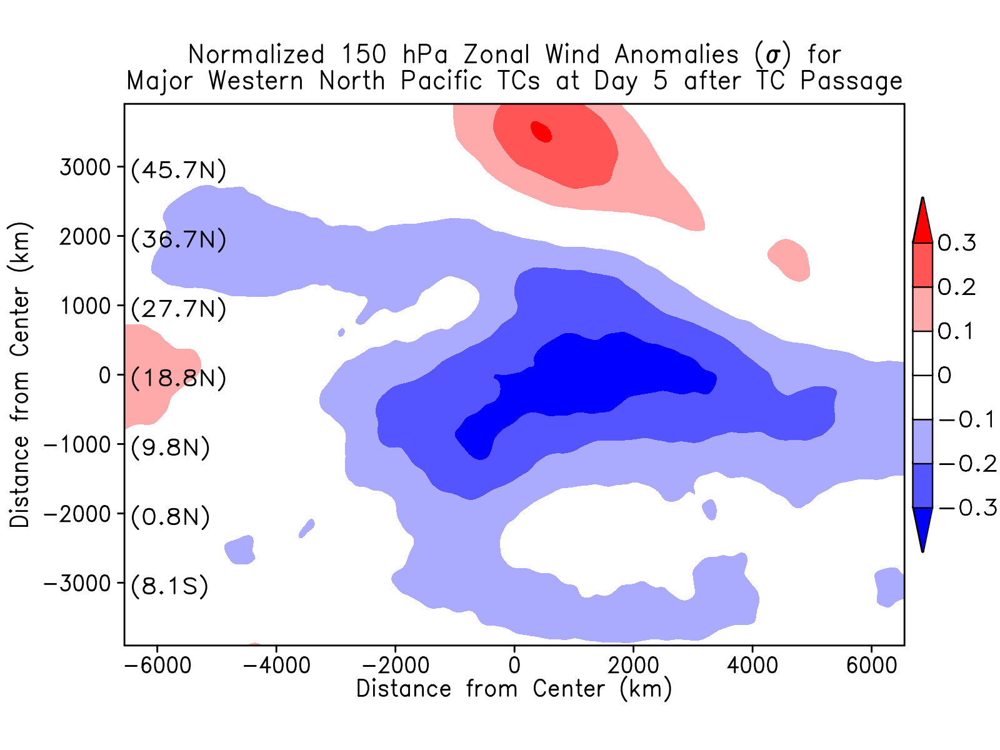 Normalized 150 hPa Zonal Wind Anomalies (σ) for
Major Western North Pacific TCs at Day 5 after TC Passage
Distance from Center (km)
3000
2000
1000
0
−1000
−2000
−3000
(45.7N)
(36.7N)
(27.7N)
(18.8N)
(9.8N)
(0.8N)
(8.1S)
0.3
0.2
0.1
0
−0.1
−0.2
−0.3
−6000 −4000 −2000 0 2000 4000 6000
Distance from Center (km)